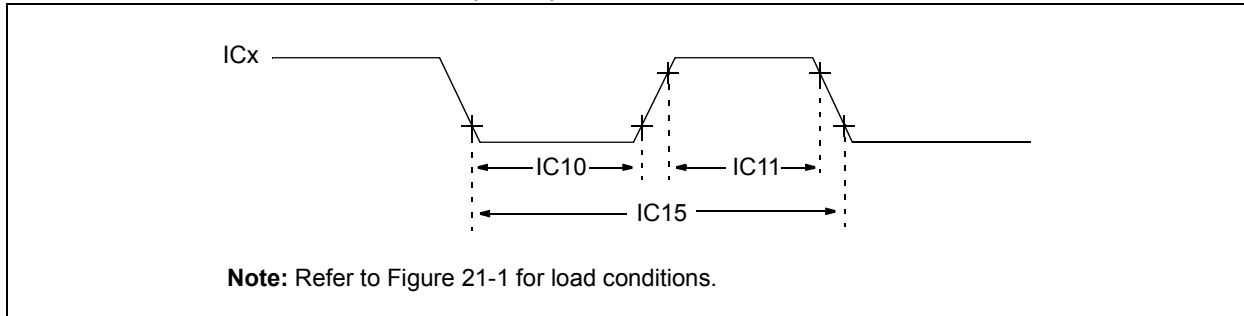 ICx
IC10
IC11
IC15
Note: Refer to Figure 21-1 for load conditions.